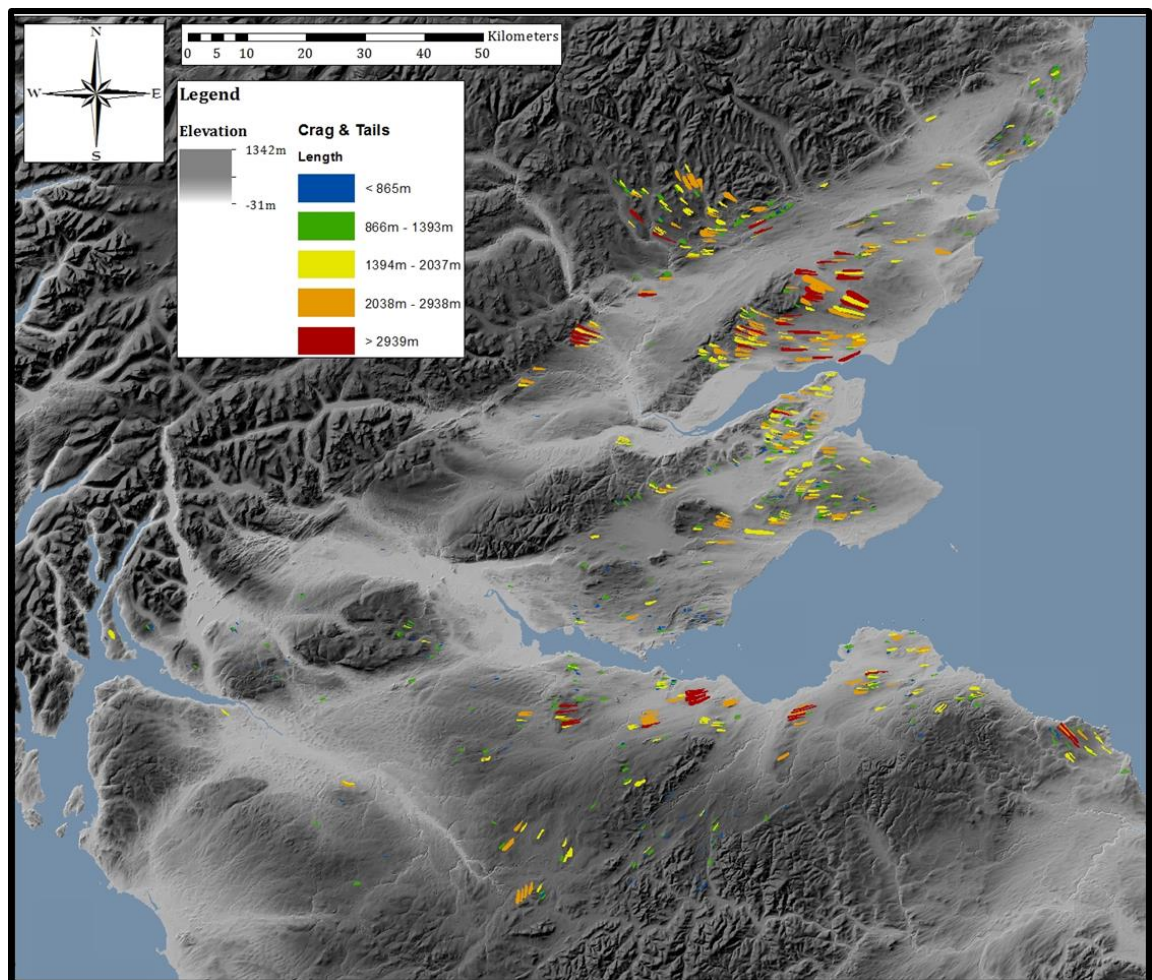 N
W E
S
Kilometers
0 5 10 20 30 40 50
Legend
Elevation
1342m
-31m
Crag & Tails
Length
< 865m
866m - 1393m
1394m - 2037m
2038m - 2938m
> 2939m